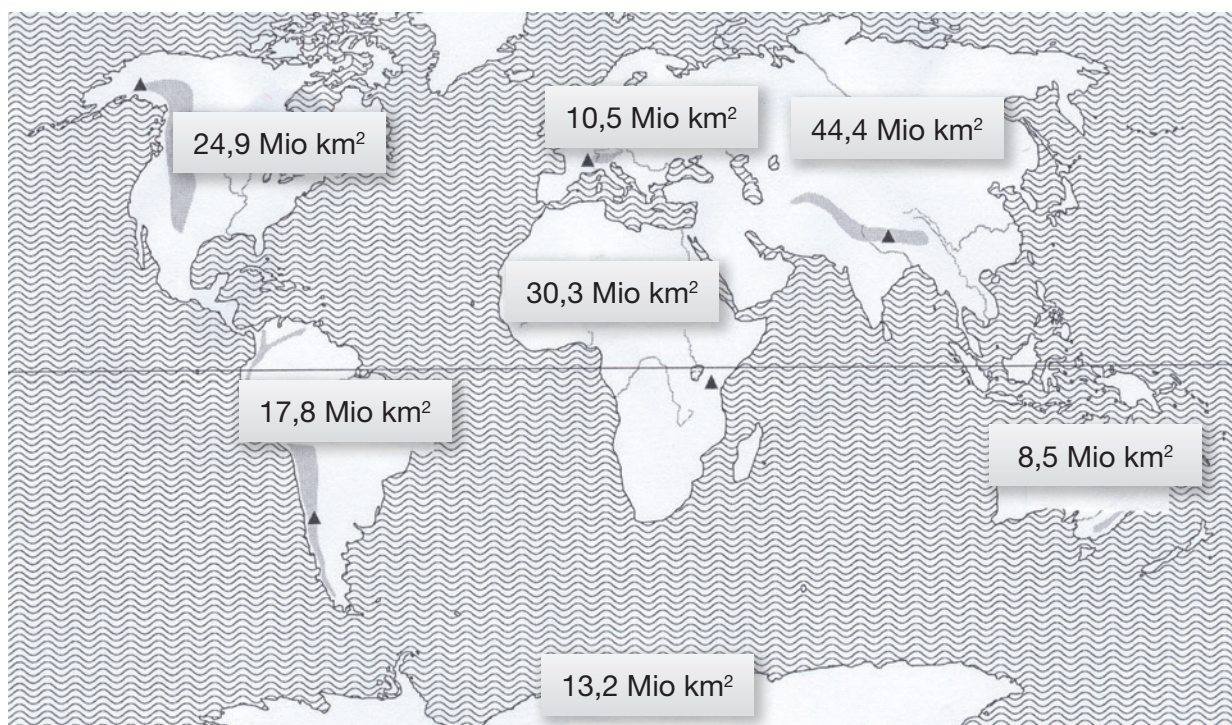 24,9 Mio km²
10,5 Mio km²
44,4 Mio km²
30,3 Mio km²
17,8 Mio km²
8,5 Mio km²
13,2 Mio km²